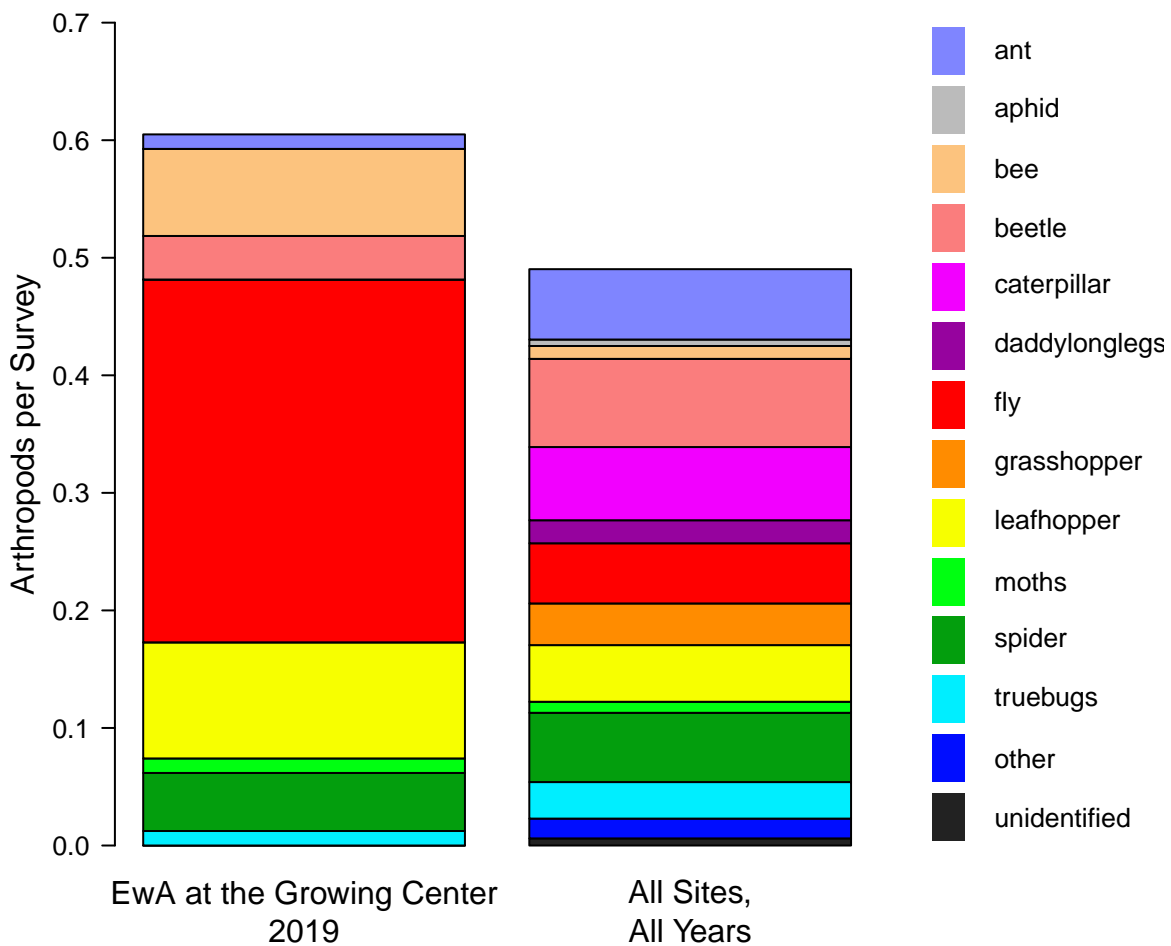 Arthropods per Survey
0.7
0.6
0.5
0.4
0.3
0.2
0.1
0.0
EwA at the Growing Center
2019
All Sites,
All Years
ant
aphid
bee
beetle
caterpillar
daddylonglegs
fly
grasshopper
leafhopper
moths
spider
truebugs
other
unidentified